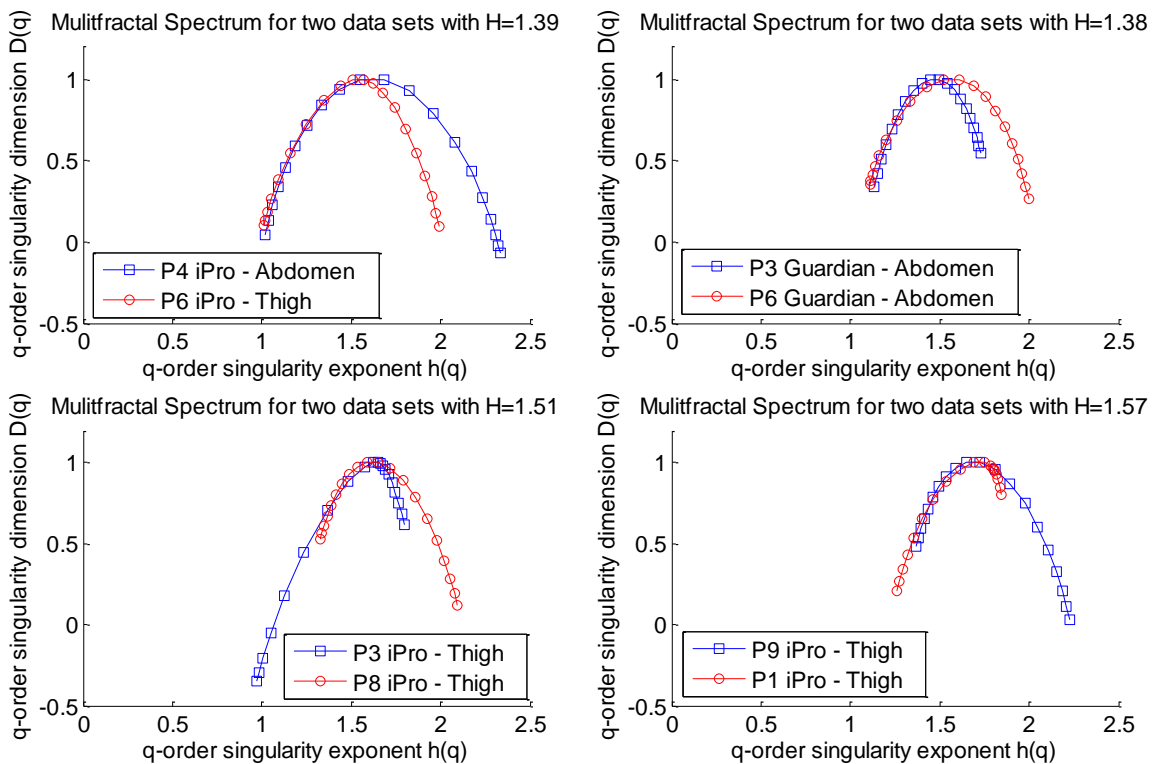 Mulitfractal Spectrum for two data sets with H=1.39
q-order singularity dimension D(q)
1
0.5
0
-0.5
0
0.5
1
1.5
2
2.5
P4 iPro - Abdomen
P6 iPro - Thigh
q-order singularity exponent h(q)
Mulitfractal Spectrum for two data sets with H=1.38
q-order singularity dimension D(q)
1
0.5
0
-0.5
0
0.5
1
1.5
2
2.5
P3 Guardian - Abdomen
P6 Guardian - Abdomen
q-order singularity exponent h(q)
Mulitfractal Spectrum for two data sets with H=1.51
q-order singularity dimension D(q)
1
0.5
0
-0.5
0
0.5
1
1.5
2
2.5
P3 iPro - Thigh
P8 iPro - Thigh
q-order singularity exponent h(q)
Mulitfractal Spectrum for two data sets with H=1.57
q-order singularity dimension D(q)
1
0.5
0
-0.5
0
0.5
1
1.5
2
2.5
P9 iPro - Thigh
P1 iPro - Thigh
q-order singularity exponent h(q)